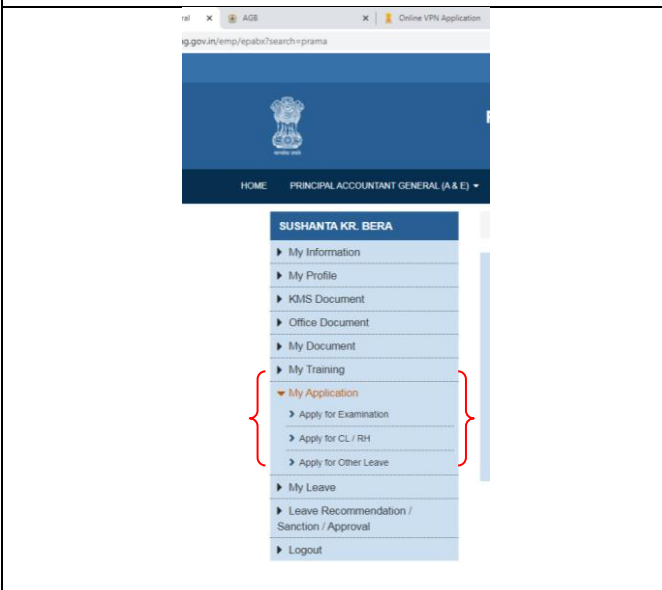 ral AGB Online VPN Application
ag.gov.in/emp/epabx?search=prama
HOME PRINCIPAL ACCOUNTANT GENERAL (A & E)
SUSHANTA KR. BERA
My Information
My Profile
KMS Document
Office Document
My Document
My Training
My Application
Apply for Examination
Apply for CL / RH
Apply for Other Leave
My Leave
Leave Recommendation /
Sanction / Approval
Logout